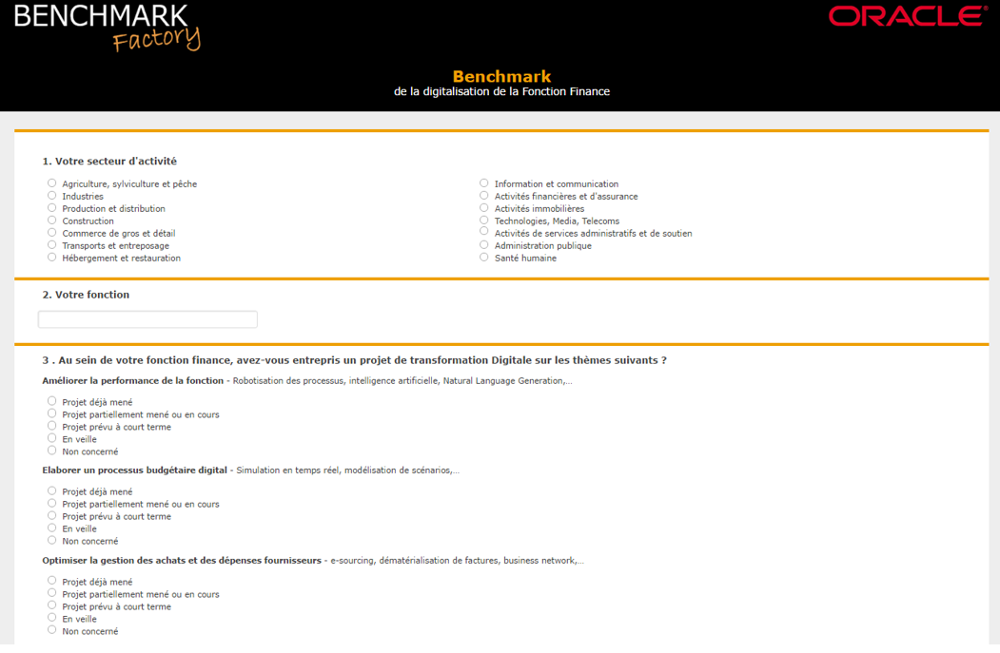 BENCHMARK
Factory
ORACLE®
Benchmark
de la digitalisation de la Fonction Finance
1. Votre secteur d'activité
Agriculture, sylviculture et pêche
Industries
Production et distribution
Construction
Commerce de gros et détail
Transports et entreposage
Hébergement et restauration
Information et communication
Activités financières et d'assurance
Activités immobilières
Technologies, Media, Telecoms
Activités de services administratifs et de soutien
Administration publique
Santé humaine
2. Votre fonction
3 . Au sein de votre fonction finance, avez-vous entrepris un projet de transformation Digitale sur les thèmes suivants ?
Améliorer la performance de la fonction - Robotisation des processus, intelligence artificielle, Natural Language Generation,...
Projet déjà mené
Projet partiellement mené ou en cours
Projet prévu à court terme
En veille
Non concerné
Elaborer un processus budgétaire digital - Simulation en temps réel, modélisation de scénarios,...
Projet déjà mené
Projet partiellement mené ou en cours
Projet prévu à court terme
En veille
Non concerné
Optimiser la gestion des achats et des dépenses fournisseurs - e-sourcing, dématérialisation de factures, business network,...
Projet déjà mené
Projet partiellement mené ou en cours
Projet prévu à court terme
En veille
Non concerné